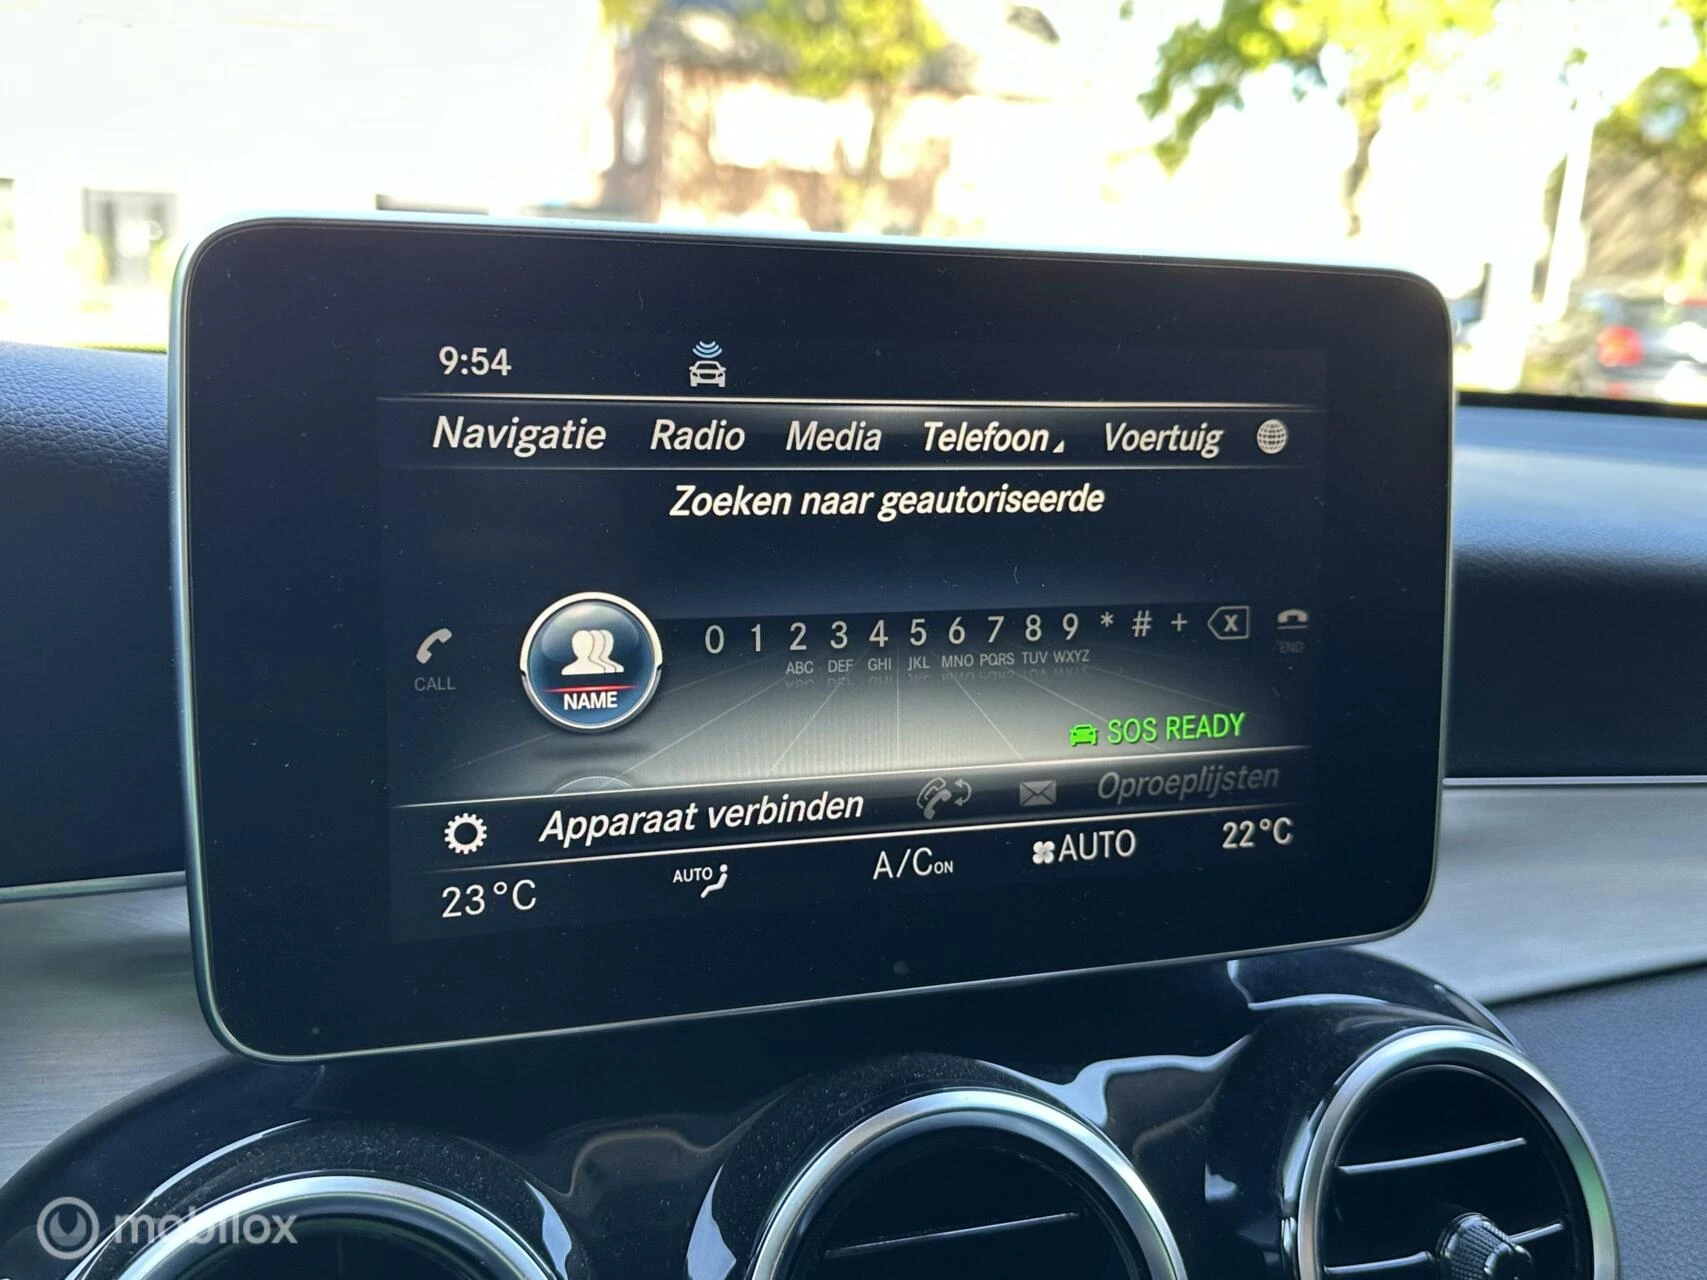 9:54
Navigatie Radio Media Telefoon Voertuig
Zoeken naar geautoriseerde
CALL
NAME
0 1 2 3 4 5 6 7 8 9 * # +
ABC DEF GHI JKL MNO PQRS TUV WXYZ
END
SOS READY
Apparaat verbinden Oproeplijsten
23°C AUTO A/C ON AUTO 22°C
mobilox